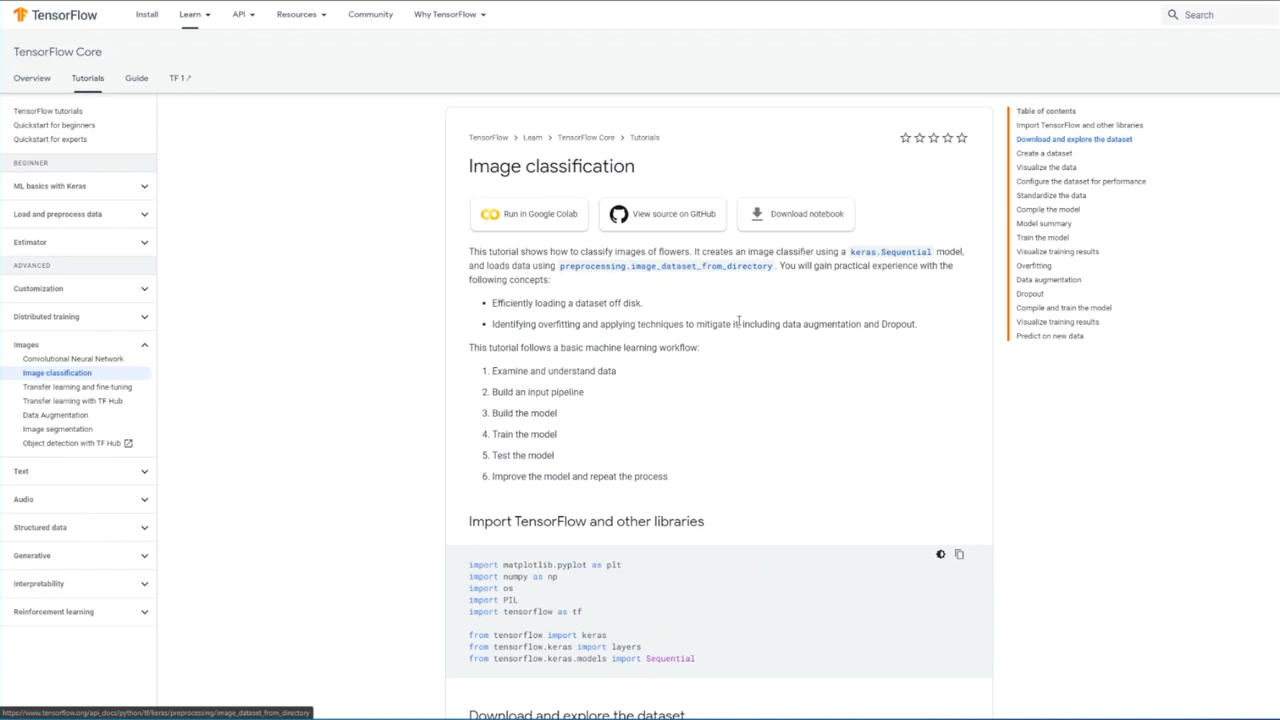 TensorFlow
Install
Learn
API
Resources
Community
Why TensorFlow
Search
TensorFlow Core
Overview
Tutorials
Guide
TF 1
TensorFlow tutorials
Quickstart for beginners
Quickstart for experts
BEGINNER
ML basics with Keras
Load and preprocess data
Estimator
ADVANCED
Customization
Distributed training
Images
Convolutional Neural Network
Image classification
Transfer learning and fine-tuning
Transfer learning with TF Hub
Data Augmentation
Image segmentation
Object detection with TF Hub
Text
Audio
Structured data
Generative
Interpretability
Reinforcement learning
TensorFlow > Learn > TensorFlow Core > Tutorials
Image classification
Run in Google Colab
View source on GitHub
Download notebook
This tutorial shows how to classify images of flowers. It creates an image classifier using a keras.Sequential model,
and loads data using preprocessing.image_dataset_from_directory. You will gain practical experience with the
following concepts:
• Efficiently loading a dataset off disk.
• Identifying overfitting and applying techniques to mitigate it, including data augmentation and Dropout.
This tutorial follows a basic machine learning workflow:
1. Examine and understand data
2. Build an input pipeline
3. Build the model
4. Train the model
5. Test the model
6. Improve the model and repeat the process
Import TensorFlow and other libraries
import matplotlib.pyplot as plt
import numpy as np
import os
import PIL
import tensorflow as tf
from tensorflow import keras
from tensorflow.keras import layers
from tensorflow.keras.models import Sequential
Download and explore the dataset
Table of contents
Import TensorFlow and other libraries
Download and explore the dataset
Create a dataset
Visualize the data
Configure the dataset for performance
Standardize the data
Compile the model
Model summary
Train the model
Visualize training results
Overfitting
Data augmentation
Dropout
Compile and train the model
Visualize training results
Predict on new data
https://www.tensorflow.org/api_docs/python/tf/keras/preprocessing/image_dataset_from_directory